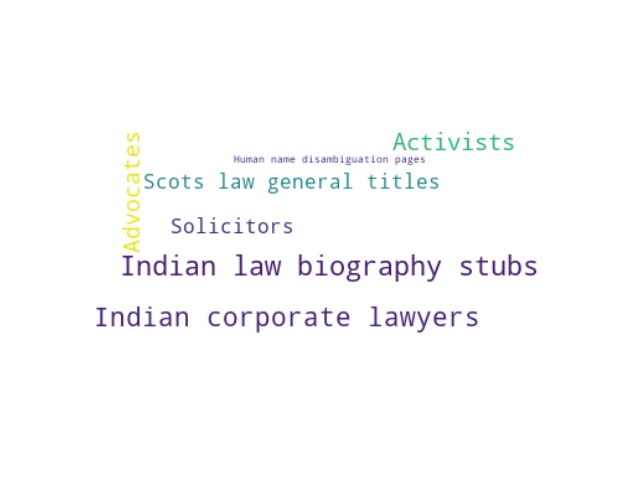 Activists
Human name disambiguation pages
Advocates
Scots law general titles
Solicitors
Indian law biography stubs
Indian corporate lawyers